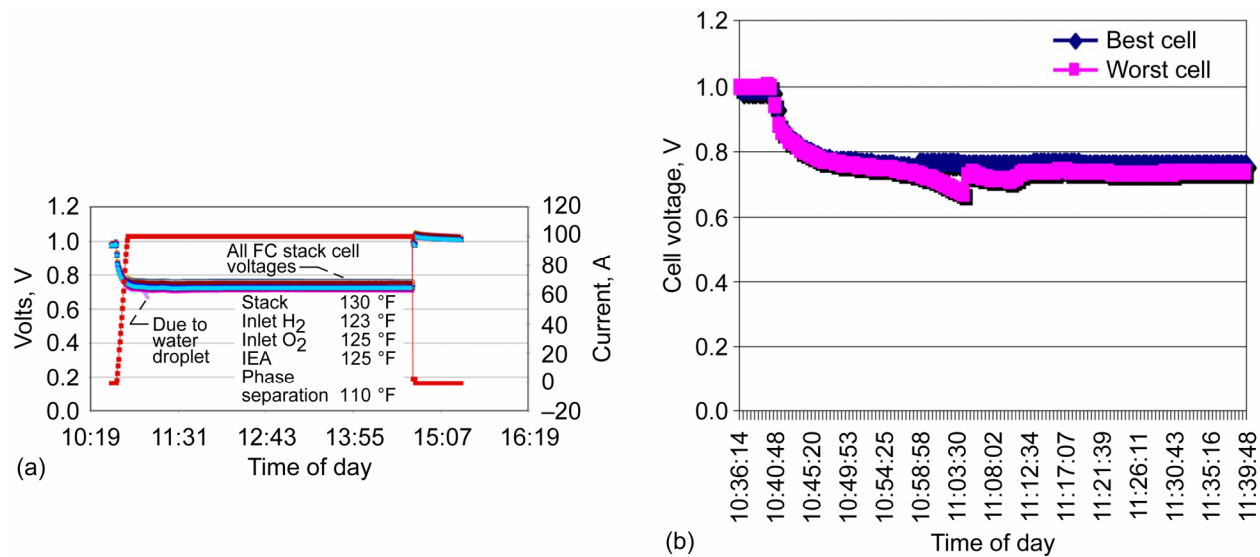 1.2
1.0
0.8
0.6
0.4
0.2
0.0
Volts, V
120
100
80
60
40
20
0
–20
Current, A
All FC stack cell
voltages
Due to
water
droplet
Stack 130 °F
Inlet H2 123 °F
Inlet O2 125 °F
IEA 125 °F
Phase
separation 110 °F
10:19 11:31 12:43 13:55 15:07 16:19
(a)
Time of day
1.2
1.0
0.8
0.6
0.4
0.2
0.0
Cell voltage, V
Best cell
Worst cell
10:36:14
10:40:48
10:45:20
10:49:53
10:54:25
10:58:58
11:03:30
11:08:02
11:12:34
11:17:07
11:21:39
11:26:11
11:30:43
11:35:16
11:39:48
(b)
Time of day